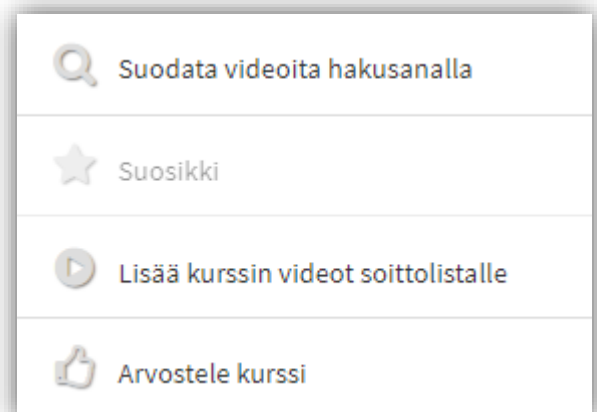 Suodata videoita hakusanalla
Suosikki
Lisää kurssin videot soittolistalle
Arvostele kurssi